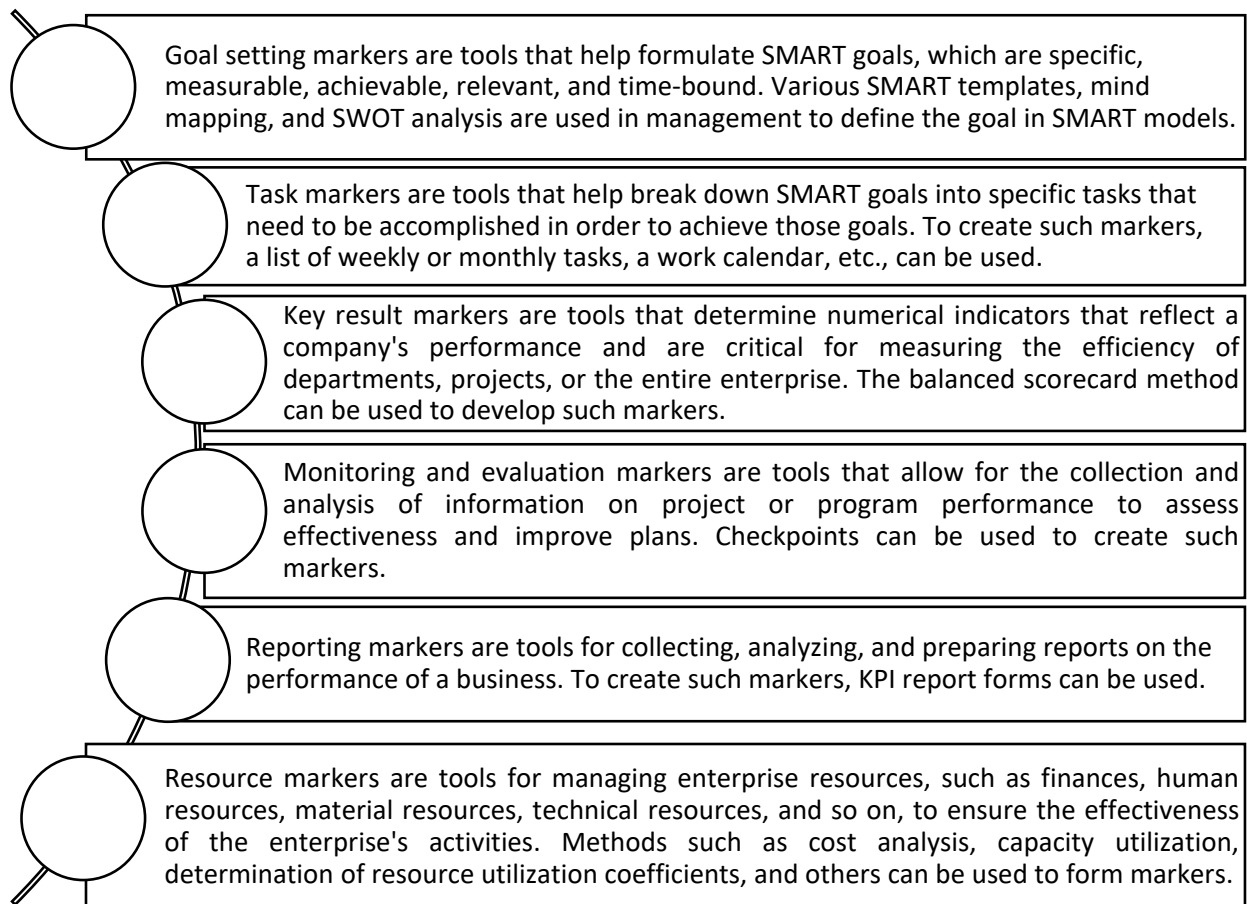 Goal setting markers are tools that help formulate SMART goals, which are specific,
measurable, achievable, relevant, and time-bound. Various SMART templates, mind
mapping, and SWOT analysis are used in management to define the goal in SMART models.
Task markers are tools that help break down SMART goals into specific tasks that
need to be accomplished in order to achieve those goals. To create such markers,
a list of weekly or monthly tasks, a work calendar, etc., can be used.
Key result markers are tools that determine numerical indicators that reflect a
company's performance and are critical for measuring the efficiency of
departments, projects, or the entire enterprise. The balanced scorecard method
can be used to develop such markers.
Monitoring and evaluation markers are tools that allow for the collection and
analysis of information on project or program performance to assess
effectiveness and improve plans. Checkpoints can be used to create such
markers.
Reporting markers are tools for collecting, analyzing, and preparing reports on the
performance of a business. To create such markers, KPI report forms can be used.
Resource markers are tools for managing enterprise resources, such as finances, human
resources, material resources, technical resources, and so on, to ensure the effectiveness
of the enterprise's activities. Methods such as cost analysis, capacity utilization,
determination of resource utilization coefficients, and others can be used to form markers.